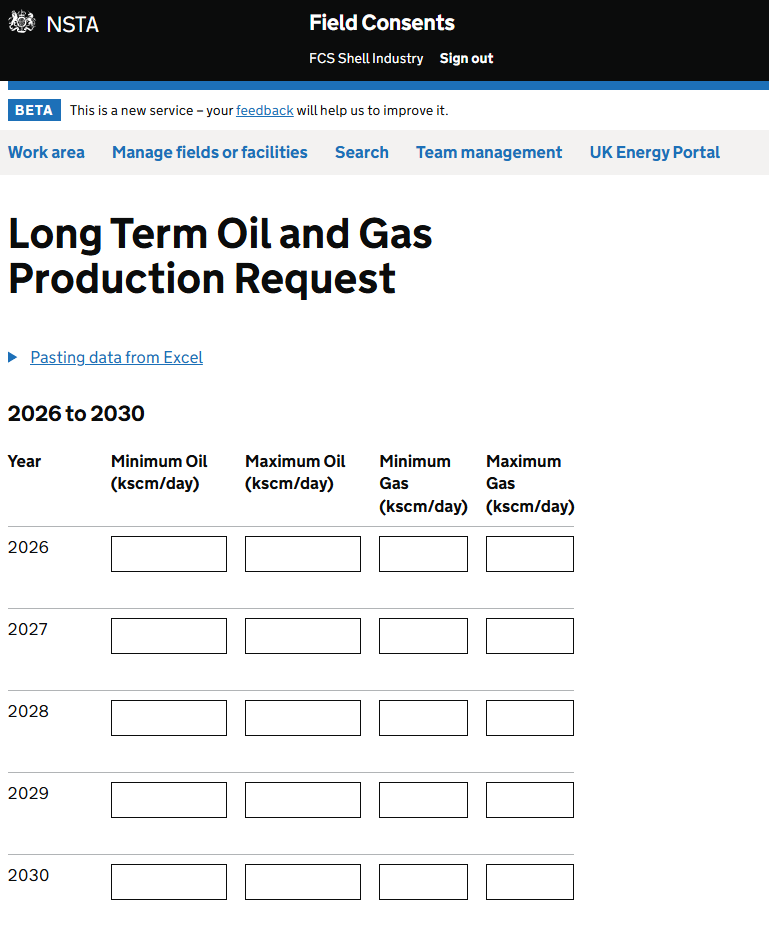 NSTA
Field Consents
FCS Shell Industry Sign out
BETA This is a new service – your feedback will help us to improve it.
Work area Manage fields or facilities Search Team management UK Energy Portal
Long Term Oil and Gas
Production Request
Pasting data from Excel
2026 to 2030
Year Minimum Oil Maximum Oil Minimum Maximum
(kscm/day) (kscm/day) Gas Gas
(kscm/day) (kscm/day)
2026
2027
2028
2029
2030